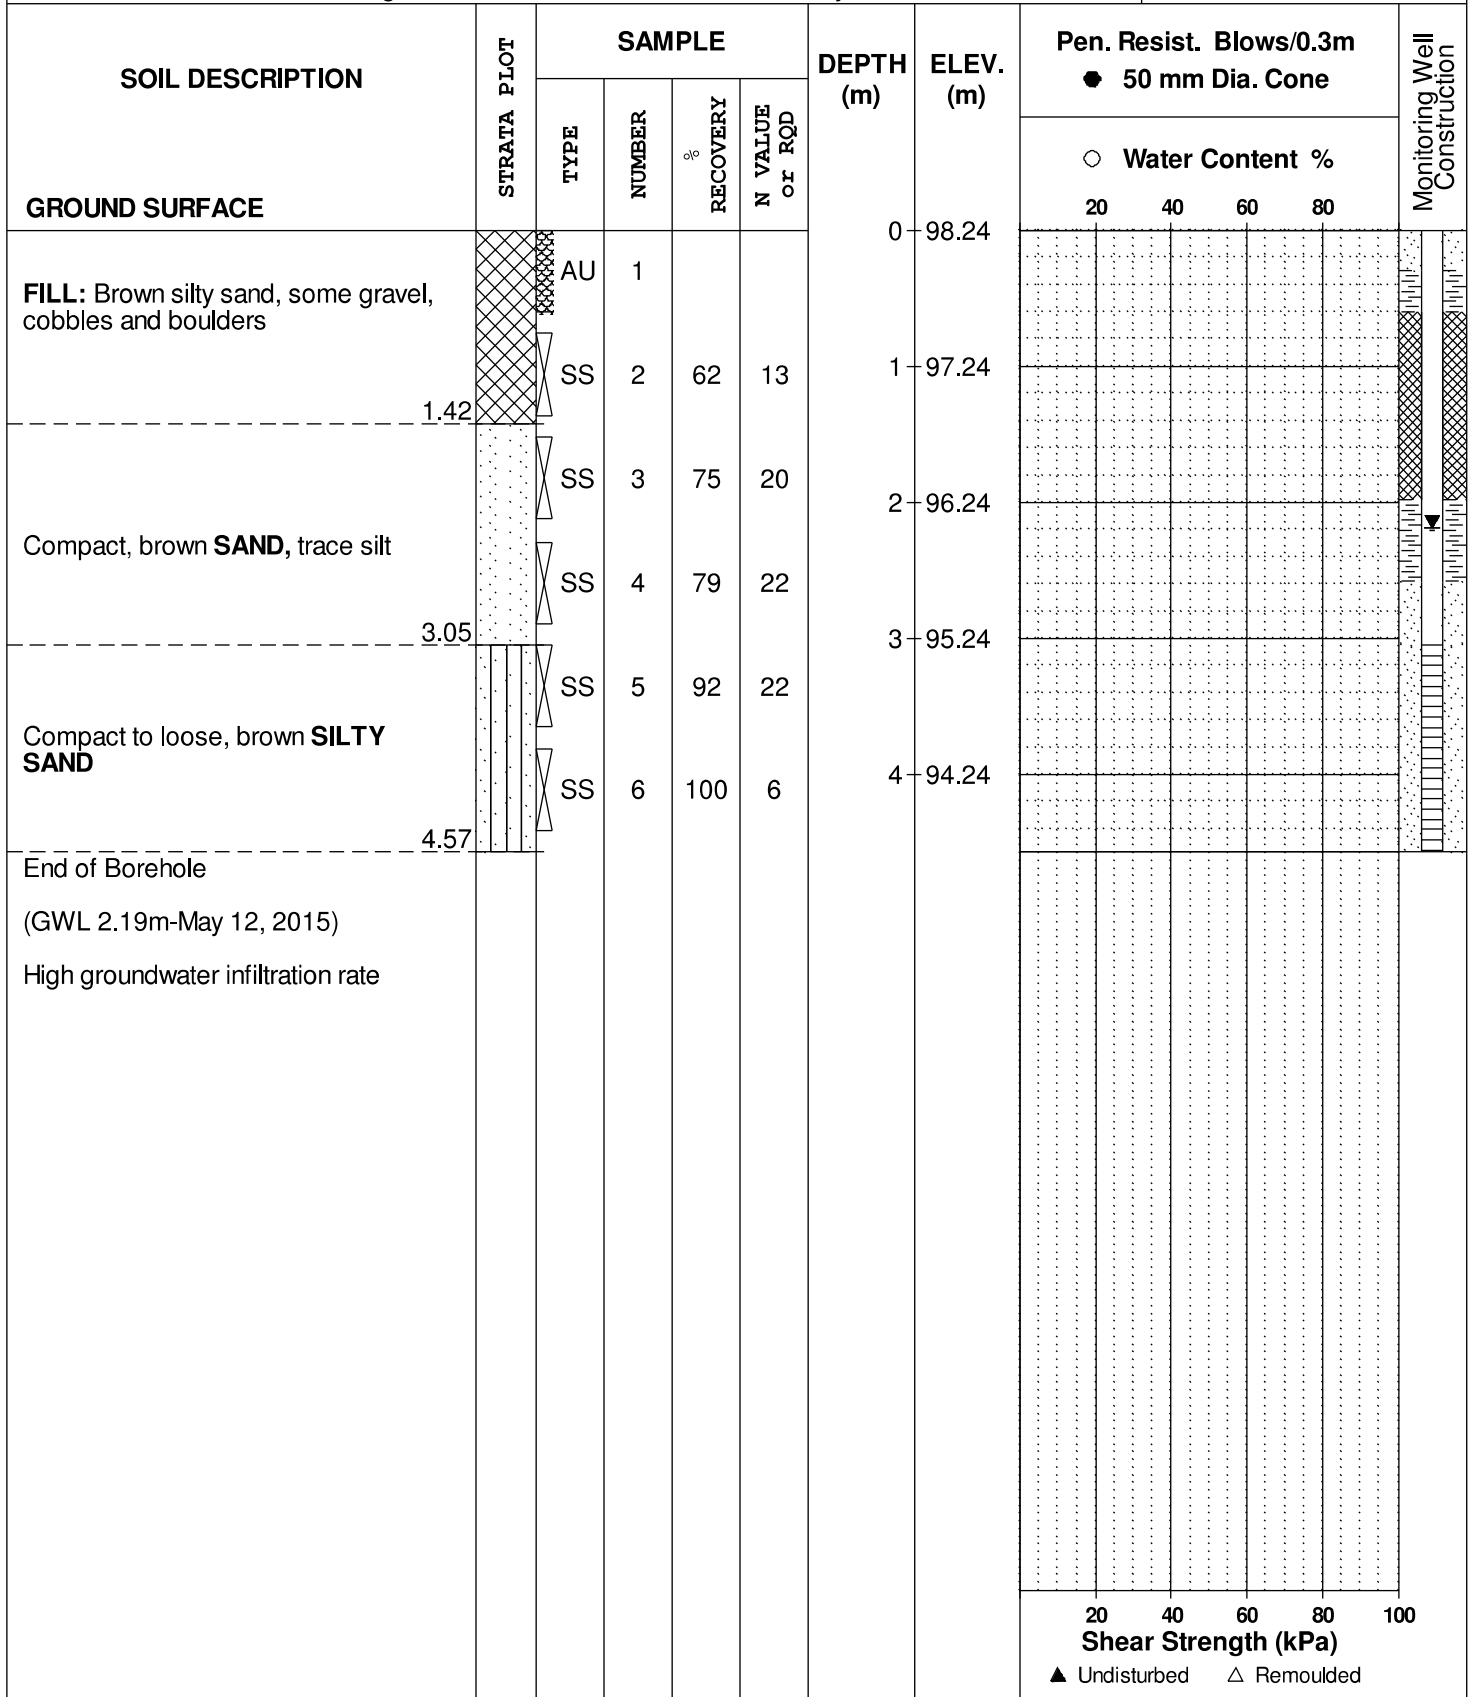 SOIL DESCRIPTION
GROUND SURFACE
STRATA PLOT
SAMPLE
TYPE
NUMBER
% RECOVERY
N VALUE or RQD
DEPTH (m)
ELEV. (m)
Pen. Resist. Blows/0.3m
● 50 mm Dia. Cone
○ Water Content %
20 40 60 80
Monitoring Well Construction
0 98.24
FILL: Brown silty sand, some gravel,
cobbles and boulders
1.42
AU 1
SS 2 62 13
1 97.24
SS 3 75 20
2 96.24
Compact, brown SAND, trace silt
3.05
SS 4 79 22
3 95.24
SS 5 92 22
Compact to loose, brown SILTY
SAND
4.57
SS 6 100 6
4 94.24
End of Borehole
(GWL 2.19m-May 12, 2015)
High groundwater infiltration rate
20 40 60 80 100
Shear Strength (kPa)
▲ Undisturbed △ Remoulded